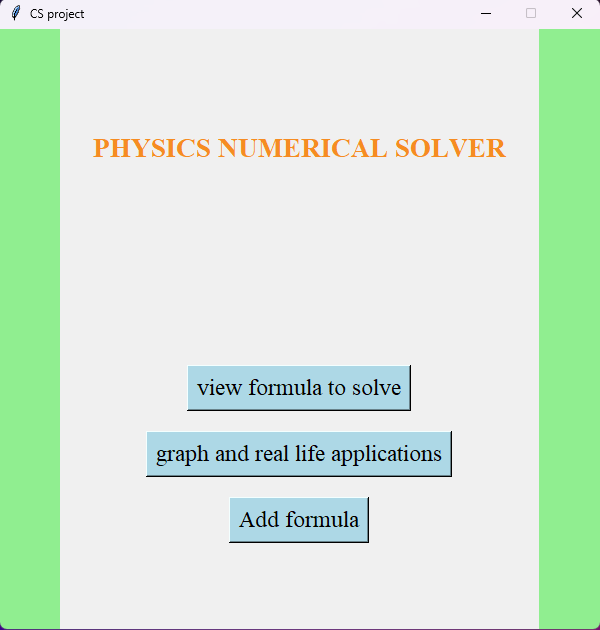 CS project
PHYSICS NUMERICAL SOLVER
view formula to solve
graph and real life applications
Add formula